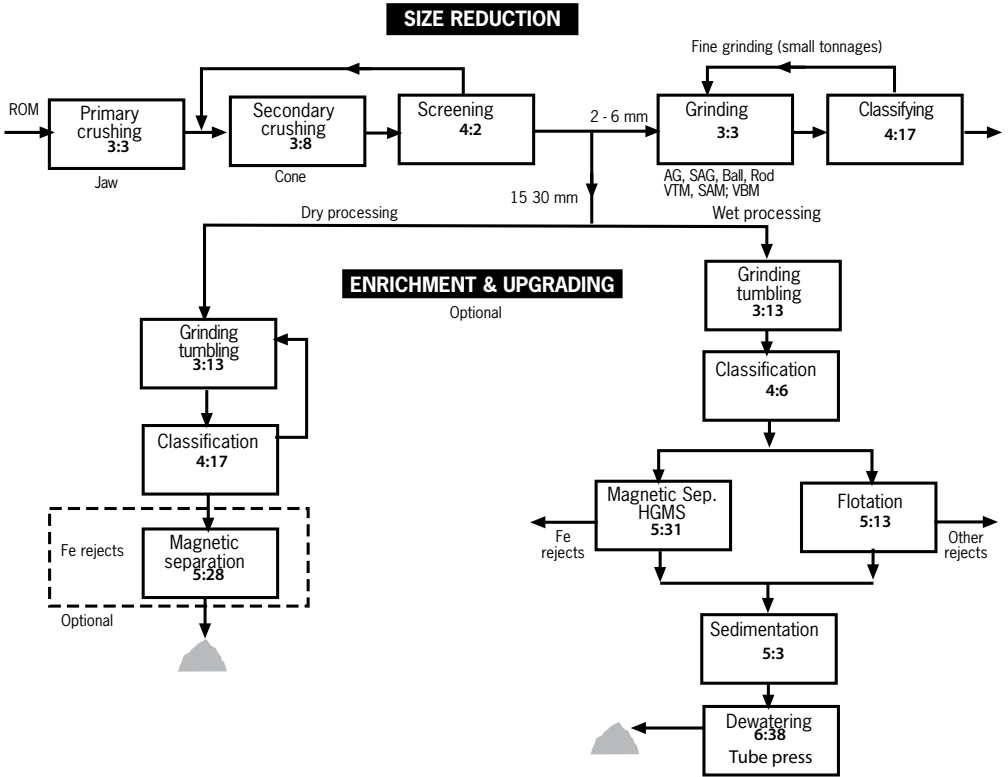 SIZE REDUCTION
Fine grinding (small tonnages)
ROM
Primary
crushing
3:3
Jaw
Secondary
crushing
3:8
Cone
Screening
4:2
2 - 6 mm
Grinding
3:3
AG, SAG, Ball, Rod
VTM, SAM; VBM
Classifying
4:17
15 30 mm
Dry processing
Wet processing
ENRICHMENT & UPGRADING
Optional
Grinding
tumbling
3:13
Classification
4:17
Fe rejects
Magnetic
separation
5:28
Optional
Grinding
tumbling
3:13
Classification
4:6
Magnetic Sep.
HGMS
5:31
Fe
rejects
Flotation
5:13
Other
rejects
Sedimentation
5:3
Dewatering
6:38
Tube press